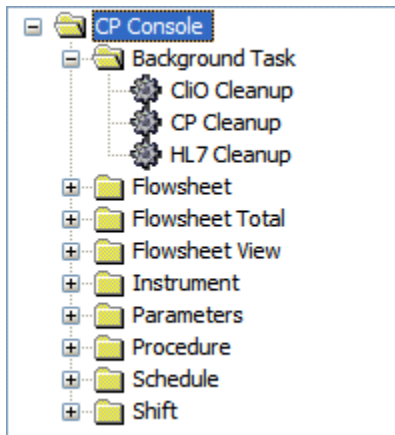 CP Console
Background Task
CliO Cleanup
CP Cleanup
HL7 Cleanup
Flowsheet
Flowsheet Total
Flowsheet View
Instrument
Parameters
Procedure
Schedule
Shift